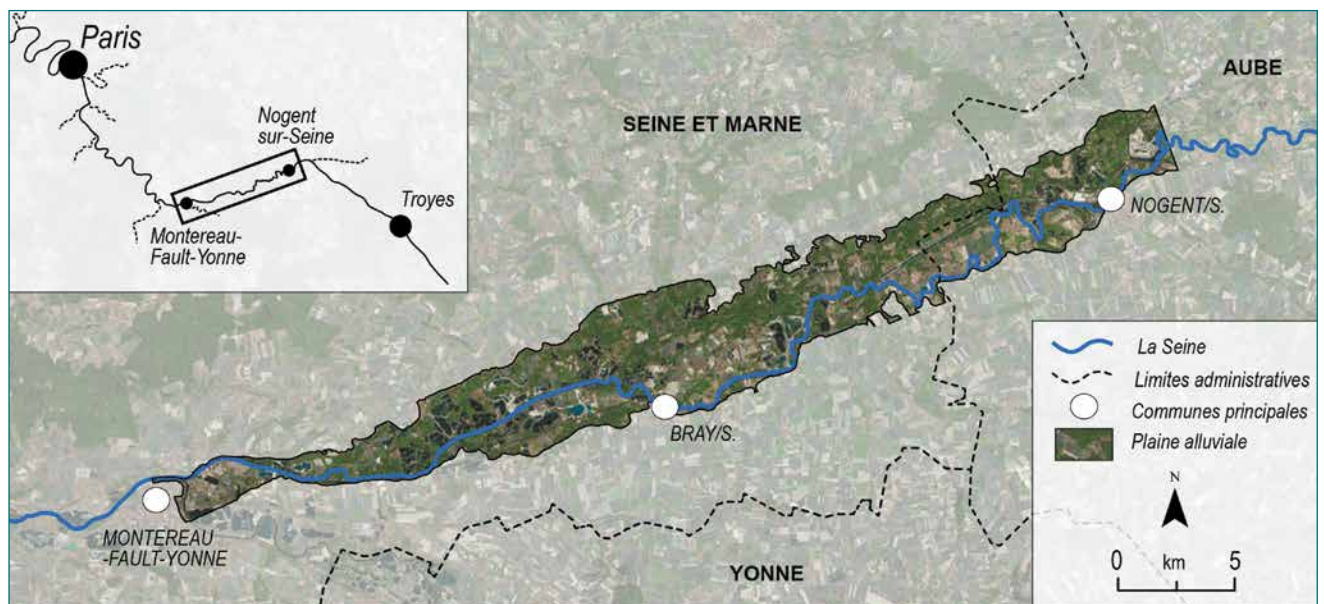 Paris
Nogent
sur-Seine
Troyes
Montereau-
Fault-Yonne
SEINE ET MARNE
AUBE
NOGENT/S.
BRAY/S.
MONTEREAU
-FAULT-YONNE
YONNE
La Seine
Limites administratives
Communes principales
Plaine alluviale
N
0 km 5